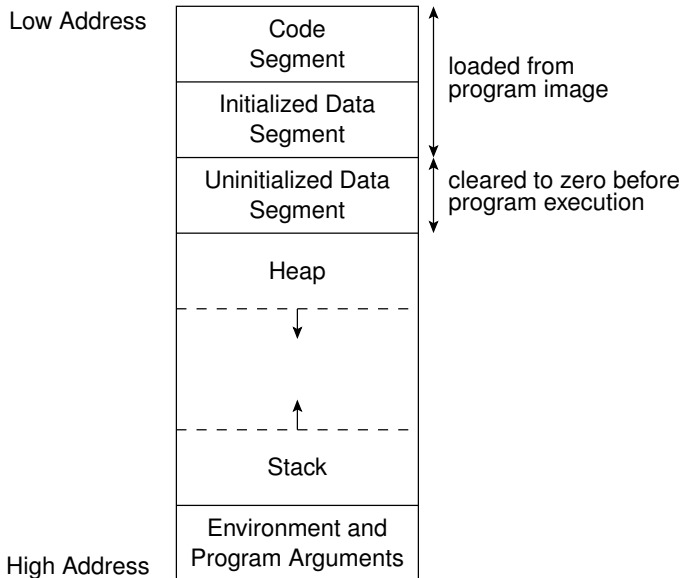 Low Address
Code
Segment
loaded from
program image
Initialized Data
Segment
Uninitialized Data
Segment
cleared to zero before
program execution
Heap
Stack
Environment and
Program Arguments
High Address